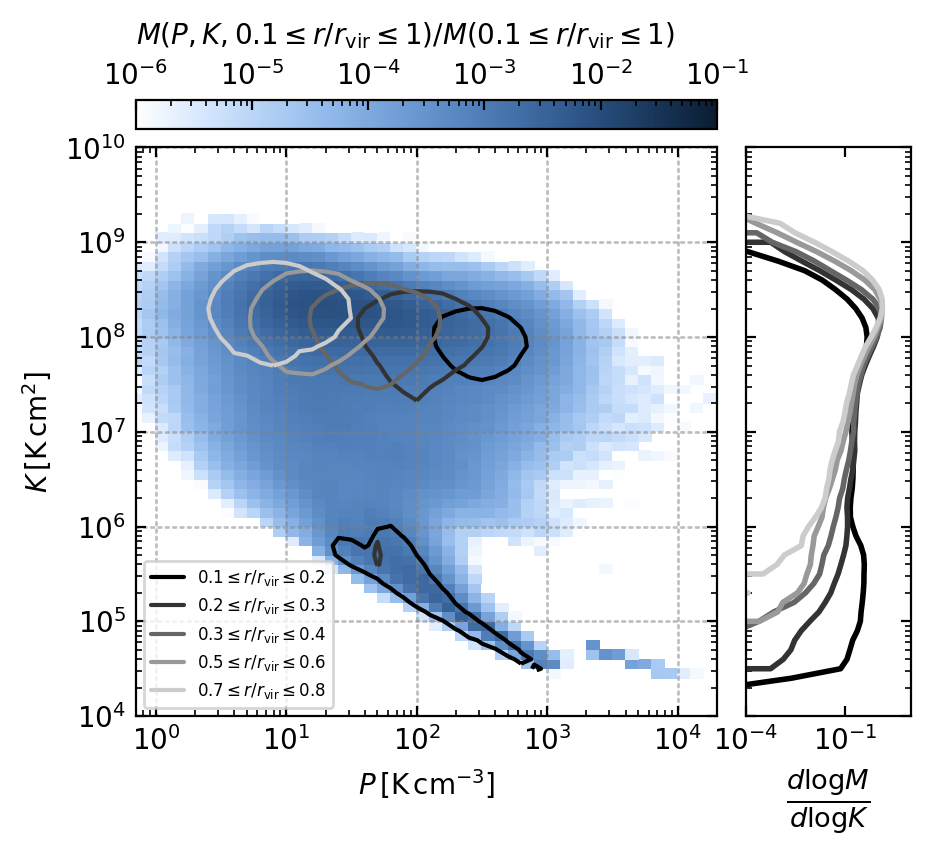 M(P, K, 0.1 ≤ r/r_vir ≤ 1)/M(0.1 ≤ r/r_vir ≤ 1)
10^−6 10^−5 10^−4 10^−3 10^−2 10^−1
10^10
10^9
10^8
10^7
10^6
10^5
10^4
K [K cm^2]
0.1 ≤ r/r_vir ≤ 0.2
0.2 ≤ r/r_vir ≤ 0.3
0.3 ≤ r/r_vir ≤ 0.4
0.5 ≤ r/r_vir ≤ 0.6
0.7 ≤ r/r_vir ≤ 0.8
10^0 10^1 10^2 10^3 10^4 10^−4 10^−1
P [K cm^−3]
dlogM
dlogK